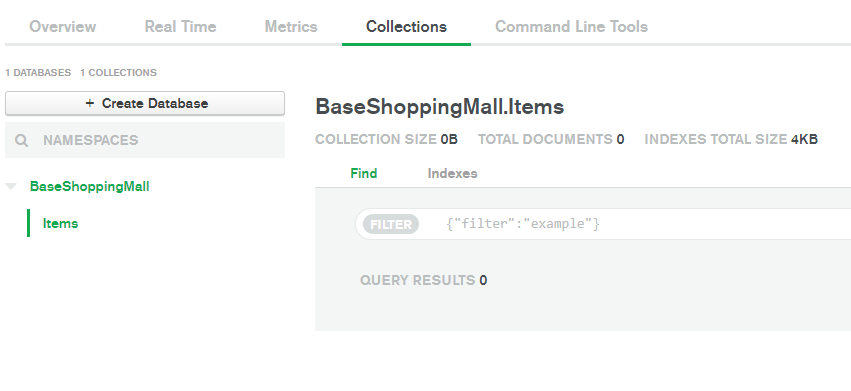 Overview Real Time Metrics Collections Command Line Tools
1 DATABASES 1 COLLECTIONS
+ Create Database
NAMESPACES
BaseShoppingMall
Items
BaseShoppingMall.Items
COLLECTION SIZE 0B TOTAL DOCUMENTS 0 INDEXES TOTAL SIZE 4KB
Find Indexes
FILTER {"filter":"example"}
QUERY RESULTS 0